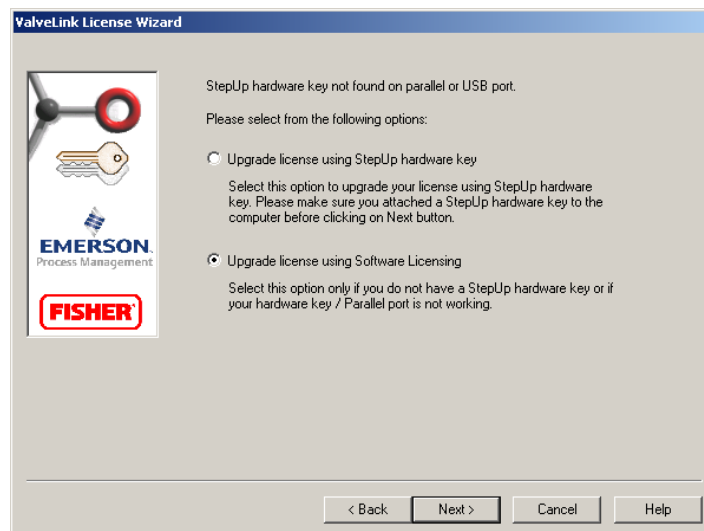 ValveLink License Wizard
StepUp hardware key not found on parallel or USB port.
Please select from the following options:
Upgrade license using StepUp hardware key
Select this option to upgrade your license using StepUp hardware
key. Please make sure you attached a StepUp hardware key to the
computer before clicking on Next button.
EMERSON.
Process Management
FISHER
Upgrade license using Software Licensing
Select this option only if you do not have a StepUp hardware key or if
your hardware key / Parallel port is not working.
< Back
Next >
Cancel
Help